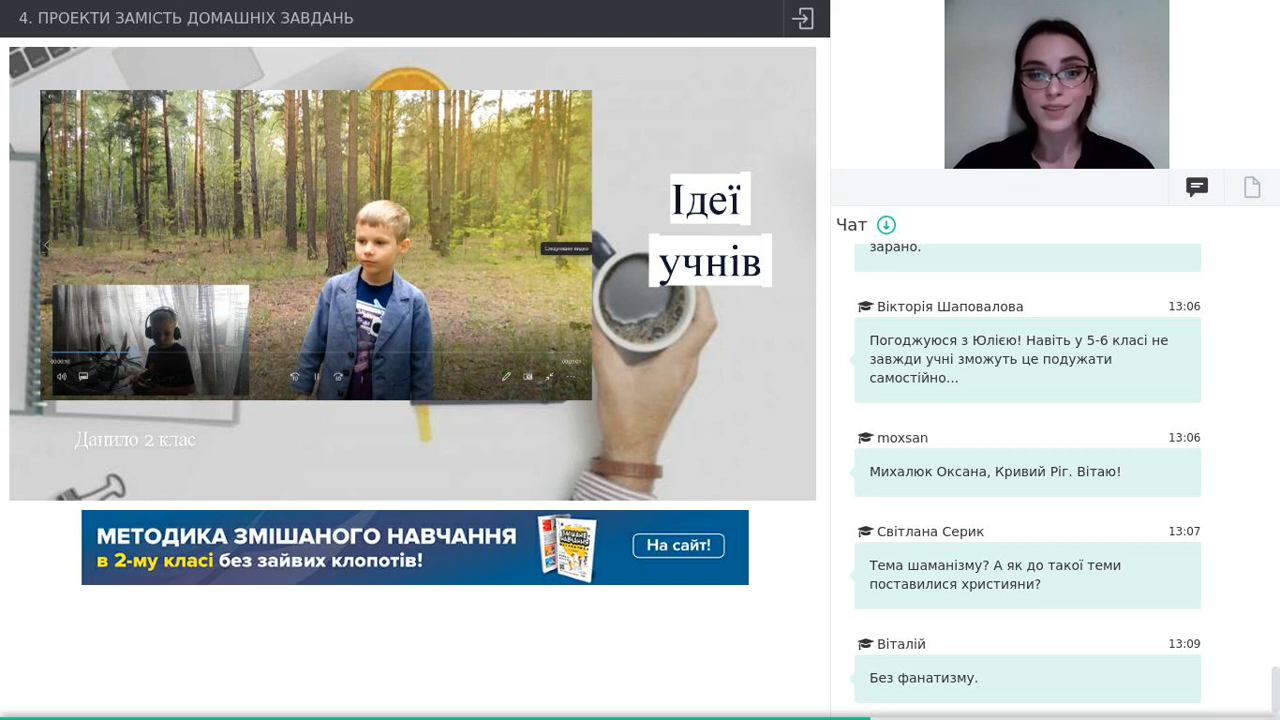 4. ПРОЕКТИ ЗАМІСТЬ ДОМАШНІХ ЗАВДАНЬ
Ідеї
учнів
Данило 2 клас
МЕТОДИКА ЗМІШАНОГО НАВЧАННЯ
в 2-му класі без зайвих клопотів!
На сайт!
Чат
зарано.
Вікторія Шаповалова 13:06
Погоджуюся з Юлією! Навіть у 5-6 класі не
завжди учні зможуть це подужати
самостійно...
moxsan 13:06
Михалюк Оксана, Кривий Ріг. Вітаю!
Світлана Серик 13:07
Тема шаманізму? А як до такої теми
поставилися християни?
Віталій 13:09
Без фанатизму.